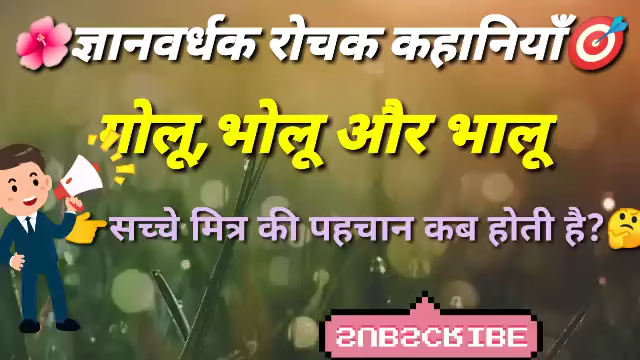 ज्ञानवर्धक रोचक कहानियाँ
गोलू,भोलू और भालू
सच्चे मित्र की पहचान कब होती है?
SUBSCRIBE